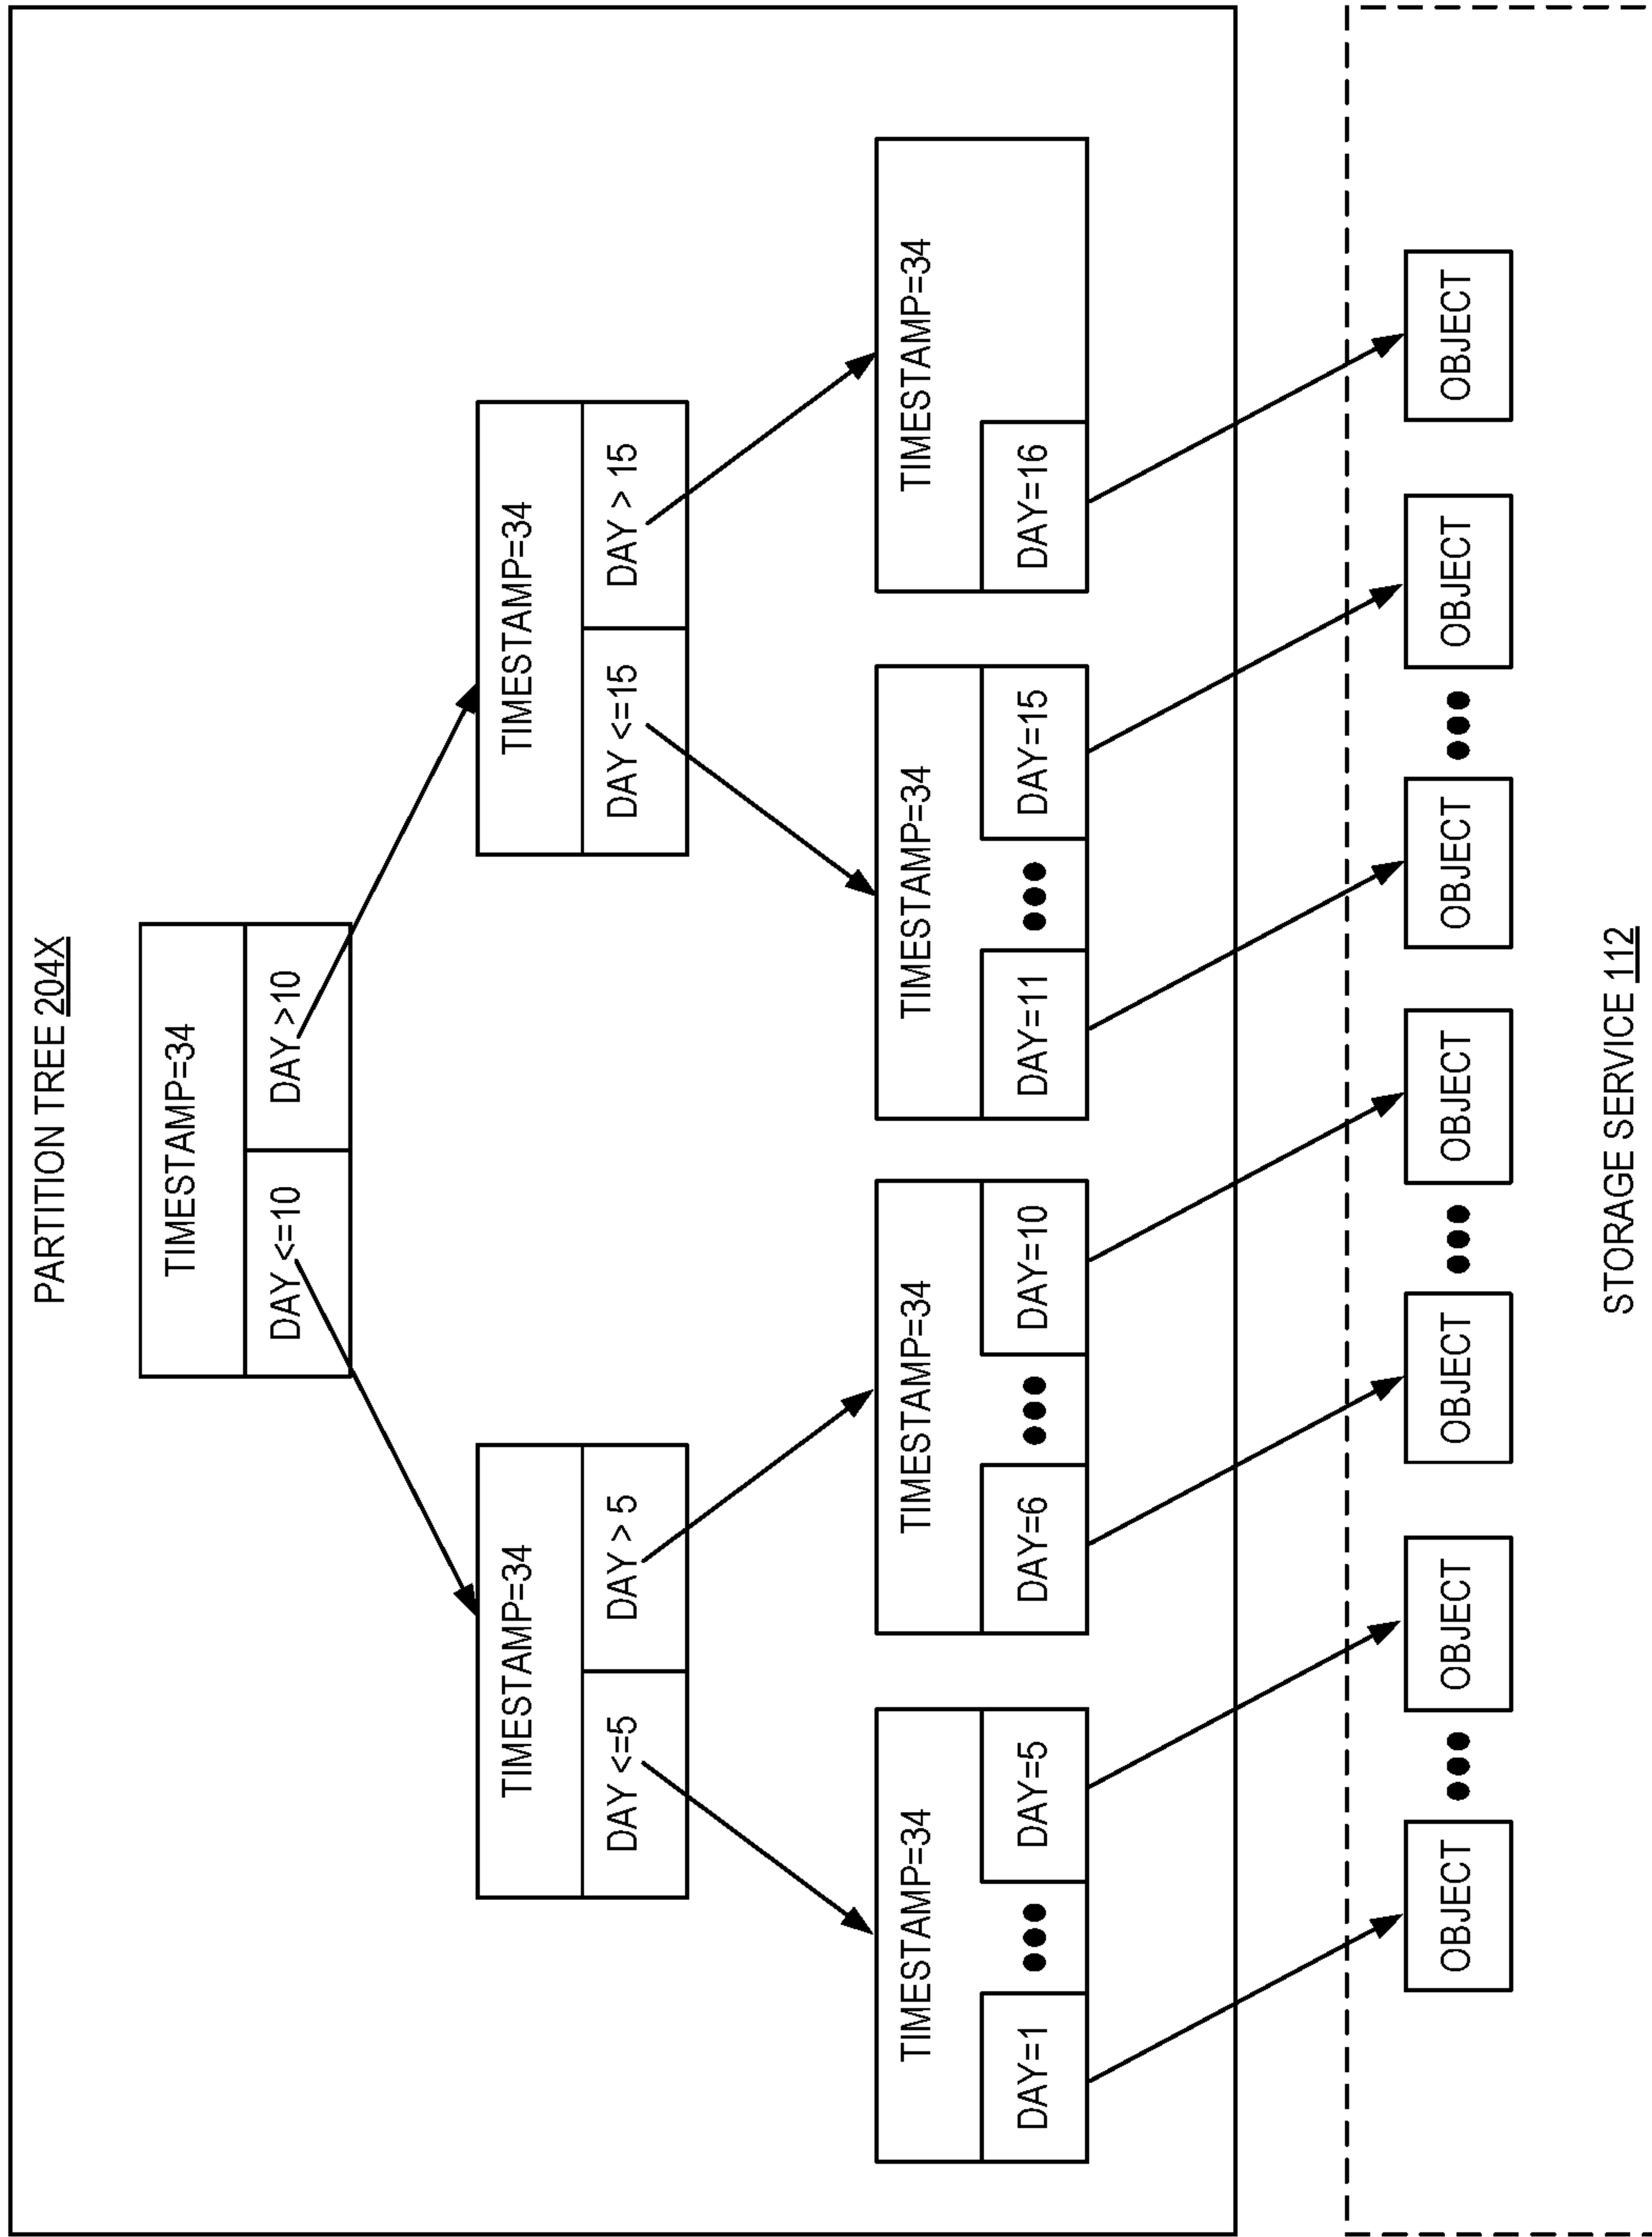 PARTITION TREE 204X
TIMESTAMP=34
DAY <=10
DAY >10
TIMESTAMP=34
DAY <=5
DAY > 5
TIMESTAMP=34
DAY <=15
DAY > 15
TIMESTAMP=34
DAY=1
DAY=5
TIMESTAMP=34
DAY=6
DAY=10
TIMESTAMP=34
DAY=11
DAY=15
TIMESTAMP=34
DAY=16
OBJECT
OBJECT
OBJECT
OBJECT
OBJECT
OBJECT
OBJECT
STORAGE SERVICE 112